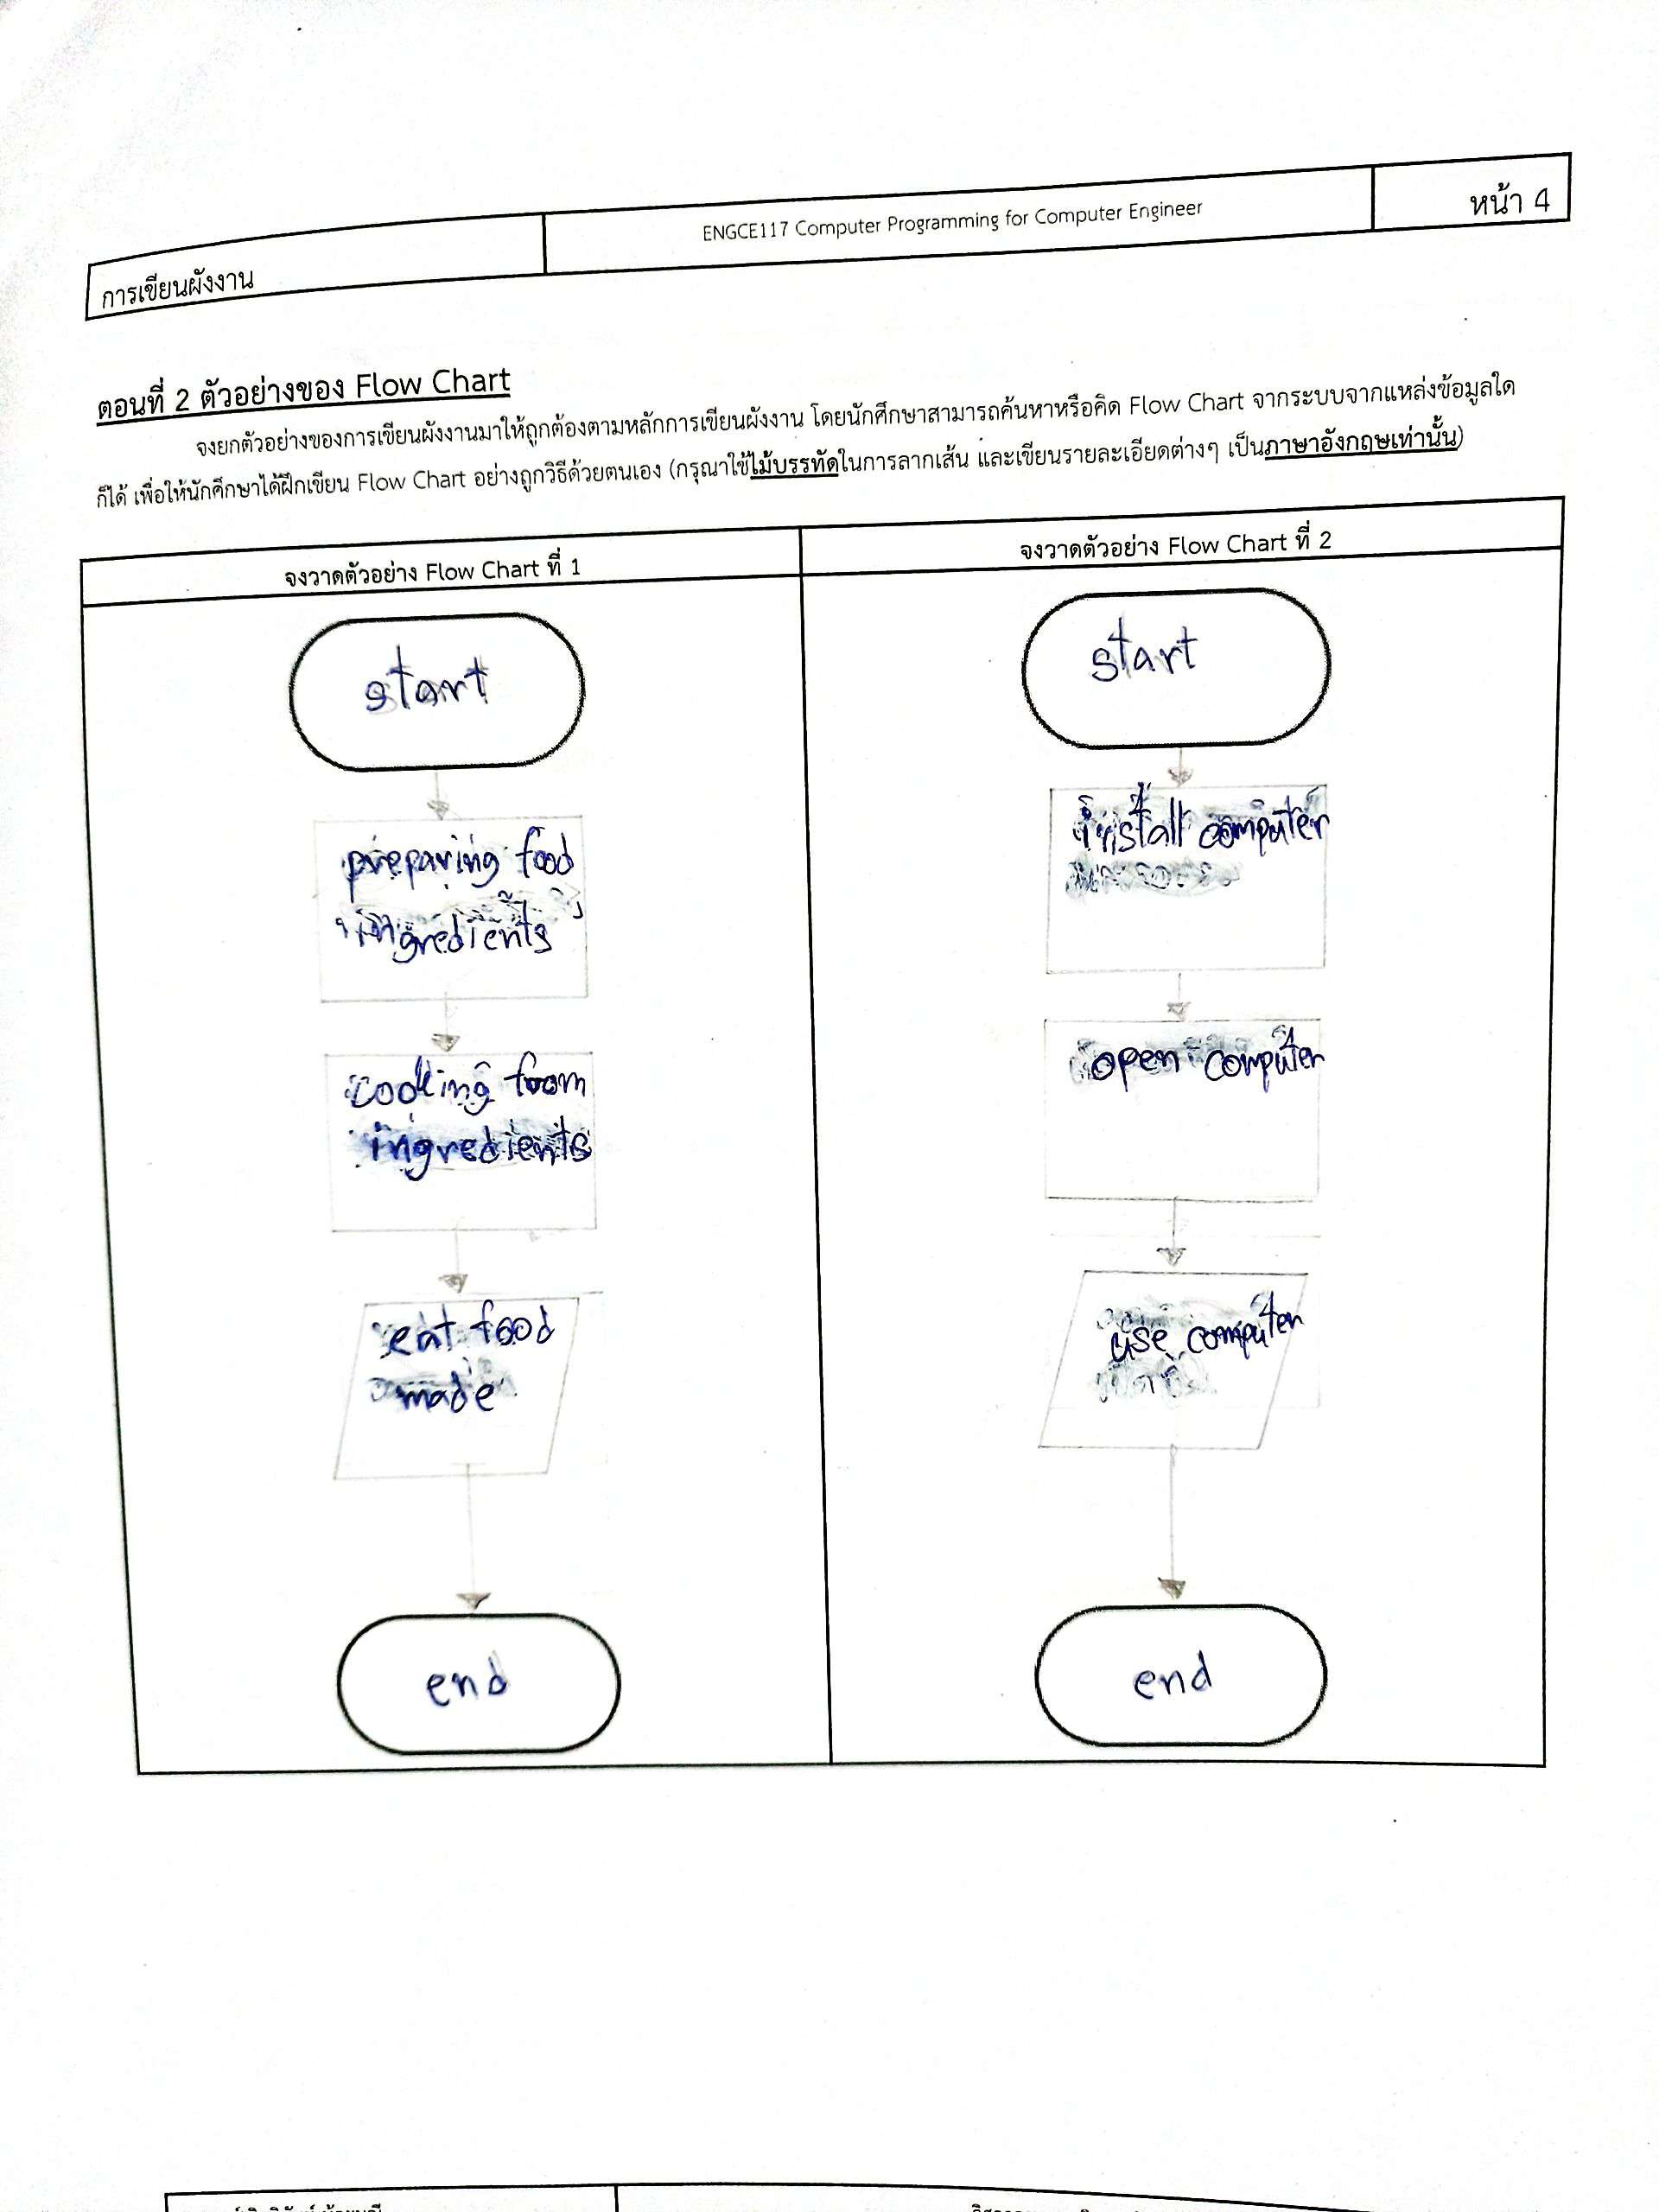 การเขียนผังงาน
ENGCE117 Computer Programming for Computer Engineer
หน้า 4
ตอนที่ 2 ตัวอย่างของ Flow Chart
จงยกตัวอย่างของการเขียนผังงานมาให้ถูกต้องตามหลักการเขียนผังงาน โดยนักศึกษาสามารถค้นหาหรือคิด Flow Chart จากระบบจากแหล่งข้อมูลใด
ก็ได้ เพื่อให้นักศึกษาได้ฝึกเขียน Flow Chart อย่างถูกวิธีด้วยตนเอง (กรุณาใช้ไม้บรรทัดในการลากเส้น และเขียนรายละเอียดต่างๆ เป็นภาษาอังกฤษเท่านั้น)
จงวาดตัวอย่าง Flow Chart ที่ 1
start
preparing food
ingredients
cooking from
ingredients
eat food
made
end
จงวาดตัวอย่าง Flow Chart ที่ 2
start
install computer
open computer
use computer
end